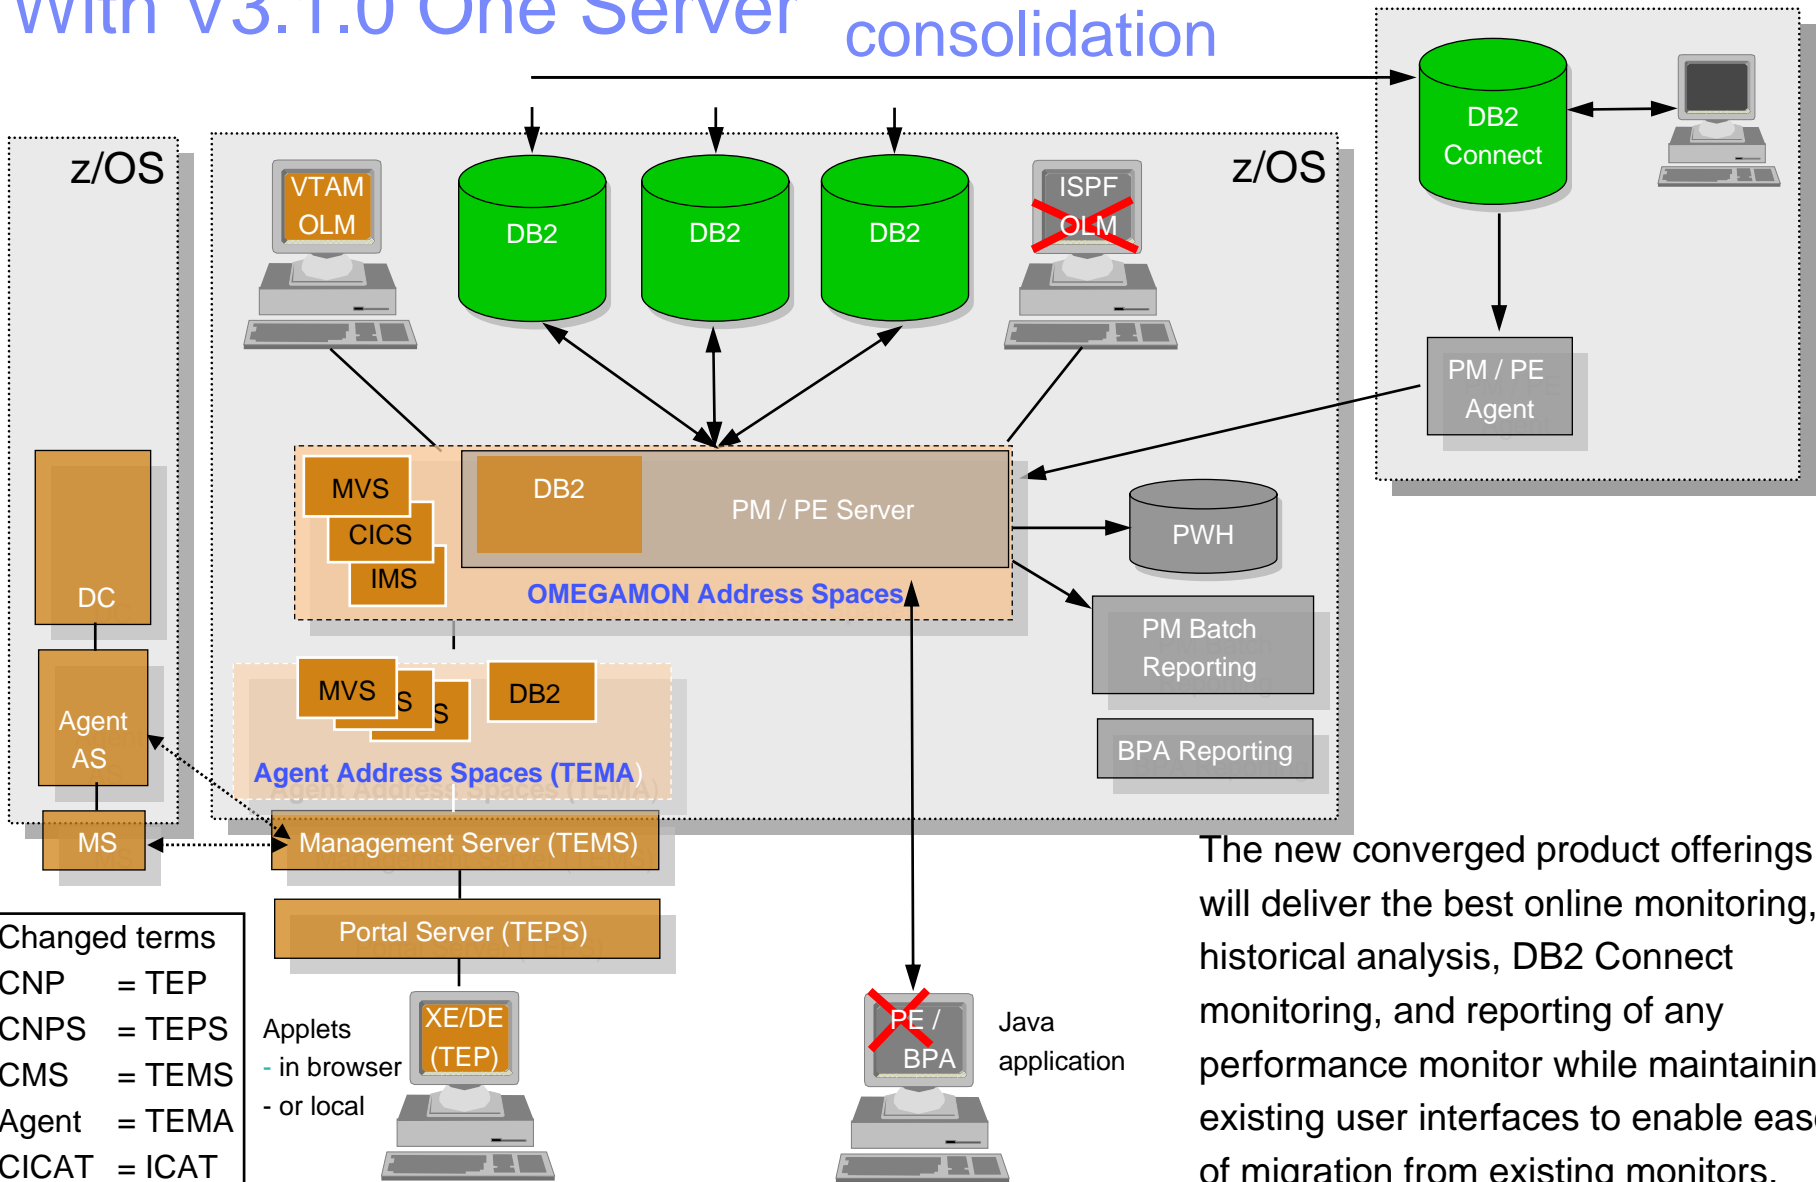 With V3.1.0 One Server
consolidation
z/OS
VTAM
OLM
DB2
DB2
DB2
ISPF
OLM
z/OS
DB2
Connect
PM / PE
Agent
MVS
CICS
IMS
DB2
PM / PE Server
OMEGAMON Address Spaces
PWH
PM Batch
Reporting
BPA Reporting
DC
Agent
AS
MS
MVS
S
S
DB2
Agent Address Spaces (TEMA)
Management Server (TEMS)
Portal Server (TEPS)
XE/DE
(TEP)
Applets
- in browser
- or local
PE /
BPA
Java
application
Changed terms
CNP = TEP
CNPS = TEPS
CMS = TEMS
Agent = TEMA
CICAT = ICAT
The new converged product offerings
will deliver the best online monitoring,
historical analysis, DB2 Connect
monitoring, and reporting of any
performance monitor while maintainin
existing user interfaces to enable ease
of migration from existing monitors.